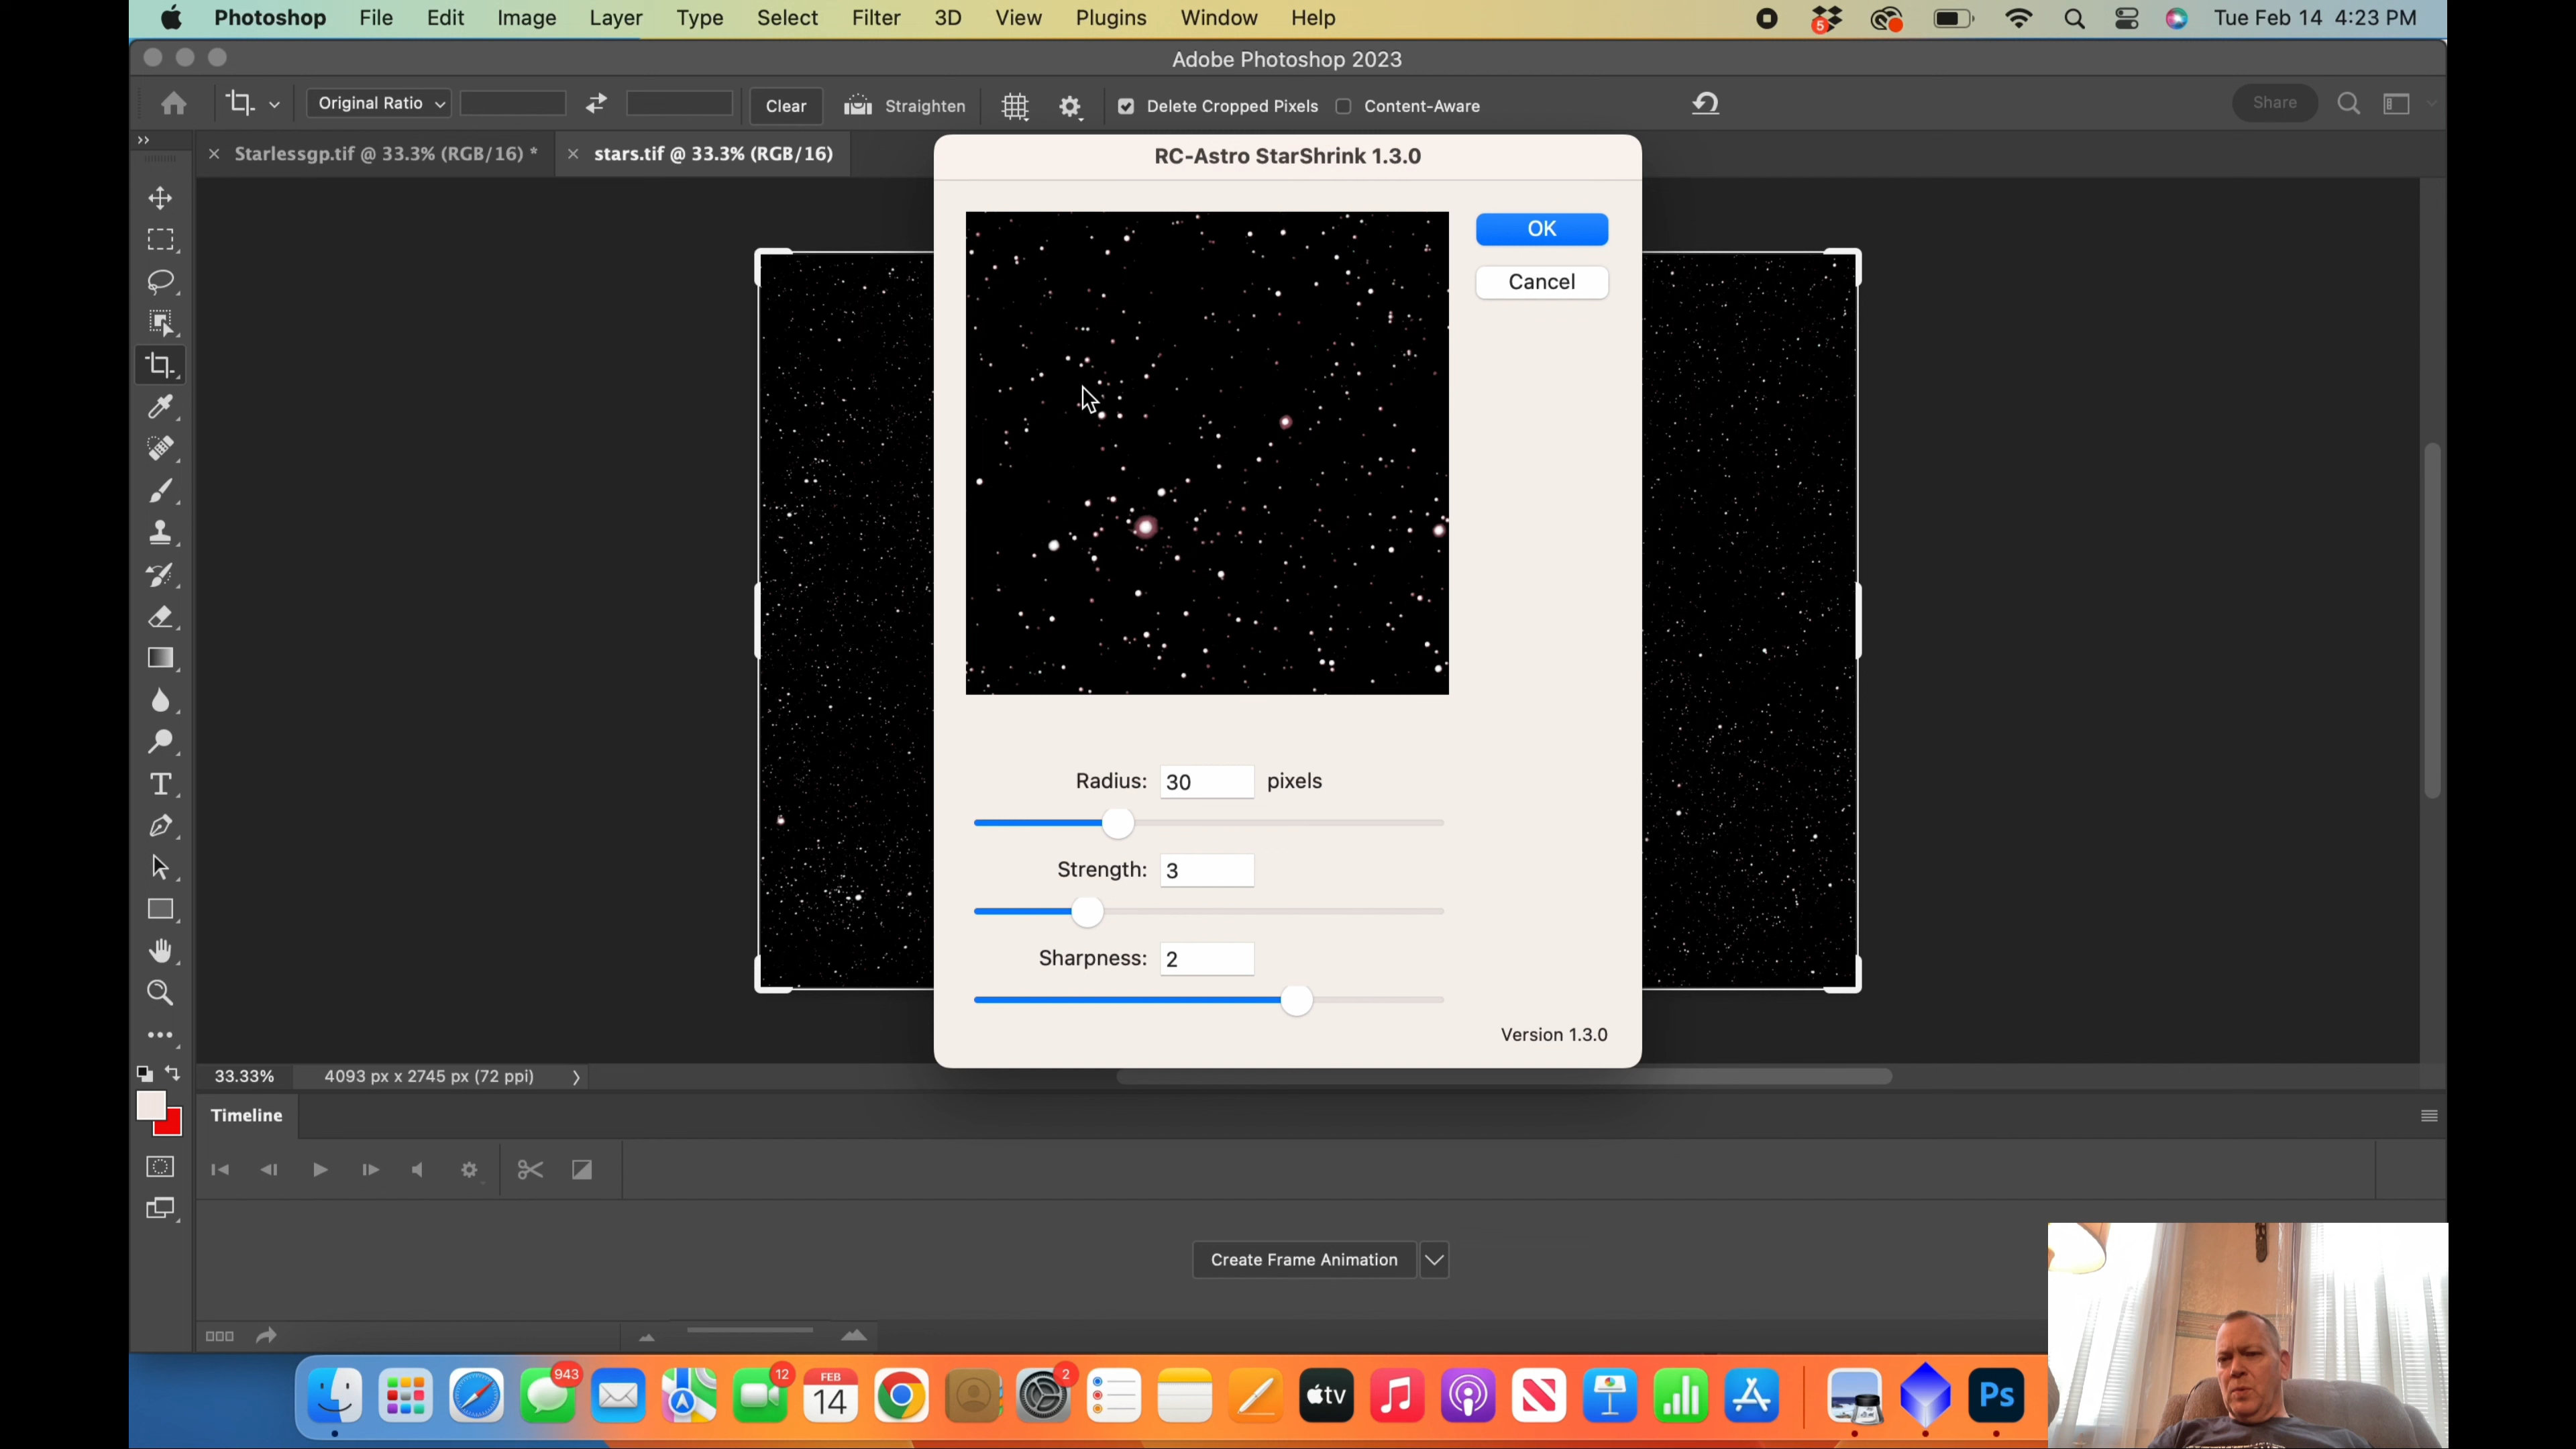 Photoshop File Edit Image Layer Type Select Filter 3D View Plugins Window Help 5 Tue Feb 14 4:23 PM
Adobe Photoshop 2023
Original Ratio Clear Straighten Delete Cropped Pixels Content-Aware Share
Starlessgp.tif @ 33.3% (RGB/16) * stars.tif @ 33.3% (RGB/16)
RC-Astro StarShrink 1.3.0
OK
Cancel
Radius: 30 pixels
Strength: 3
Sharpness: 2
Version 1.3.0
33.33% 4093 px x 2745 px (72 ppi)
Timeline
Create Frame Animation
943 12 FEB 14 2 tv Ps